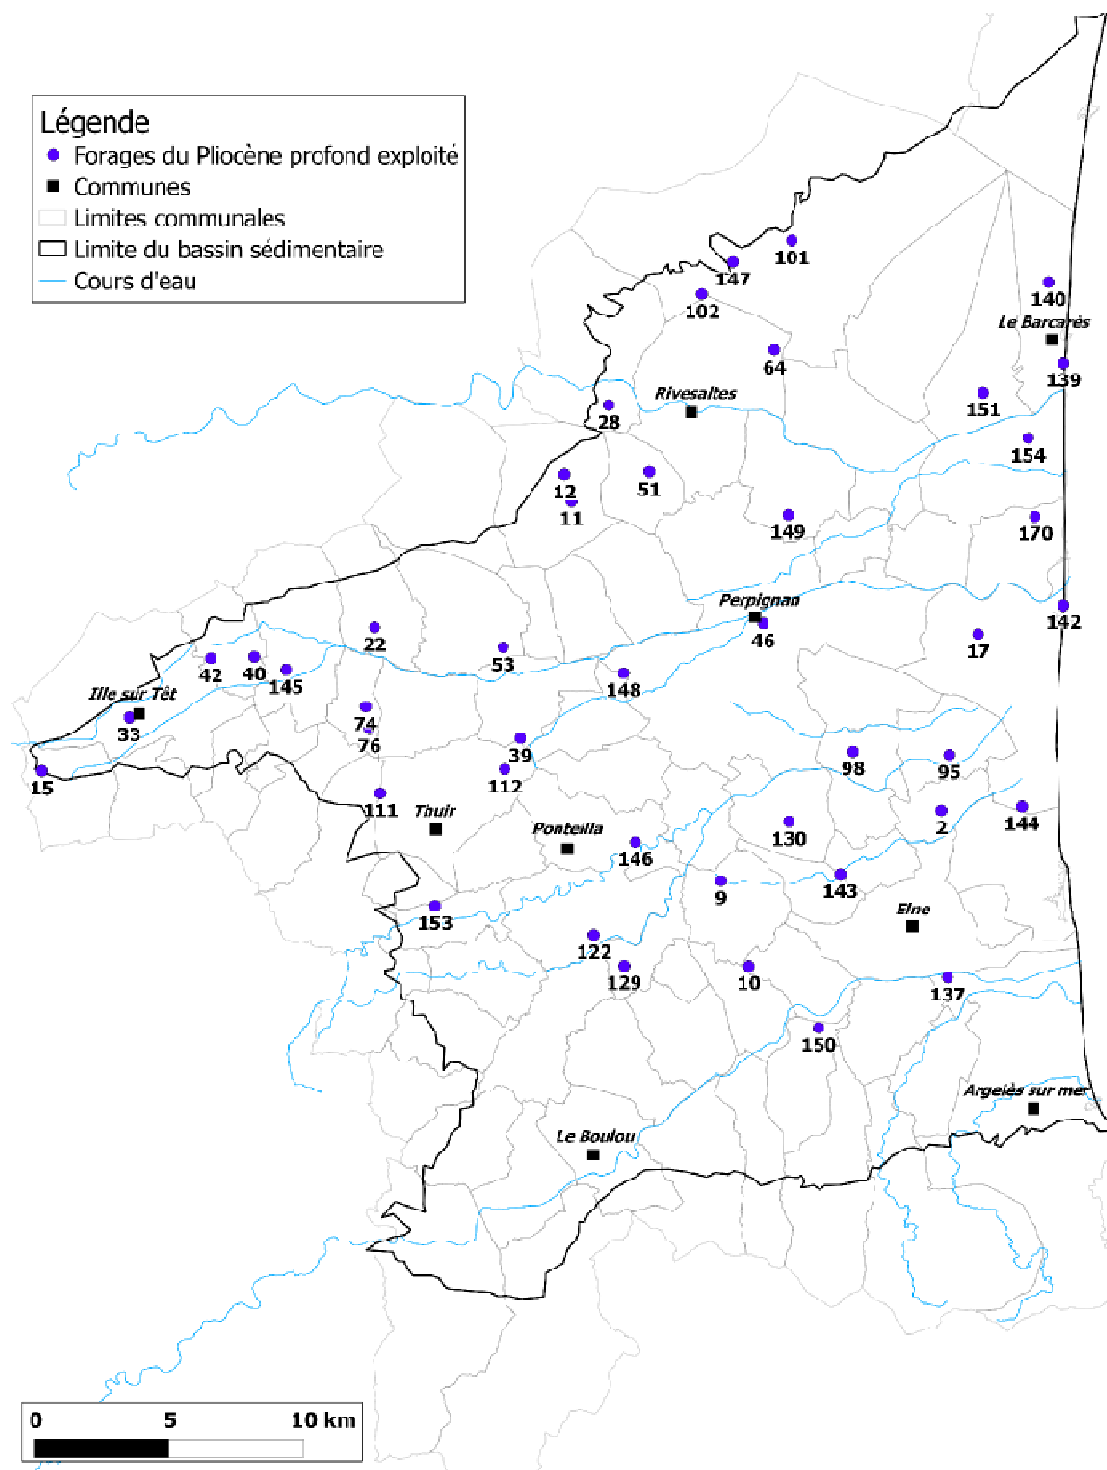 Légende
Forages du Pliocène profond exploité
Communes
Limites communales
Limite du bassin sédimentaire
Cours d'eau
101
147
140
102
Le Barcarès
64
139
Rivesaltes
151
28
154
12
51
11
149
170
Perpignan
142
46
22
17
53
42
40
145
148
Ille sur Têt
33
74
76
39
98
95
15
112
111
Thuir
2
144
Ponteilla
130
146
143
9
Elne
153
122
129
10
137
150
Argelès sur mer
Le Boulou
0 5 10 km